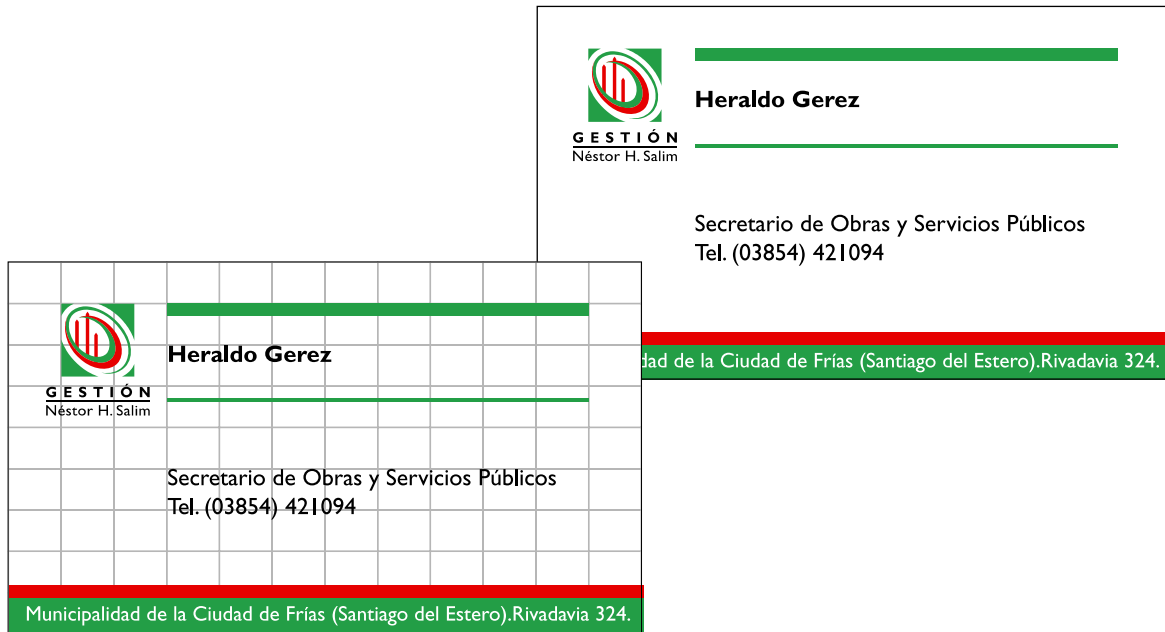 Heraldo Gerez
GESTIÓN
Néstor H. Salim
Secretario de Obras y Servicios Públicos
Tel. (03854) 421094
de la Ciudad de Frías (Santiago del Estero).Rivadavia 324.
Heraldo Gerez
GESTIÓN
Néstor H. Salim
Secretario de Obras y Servicios Públicos
Tel. (03854) 421094
Municipalidad de la Ciudad de Frías (Santiago del Estero).Rivadavia 324.